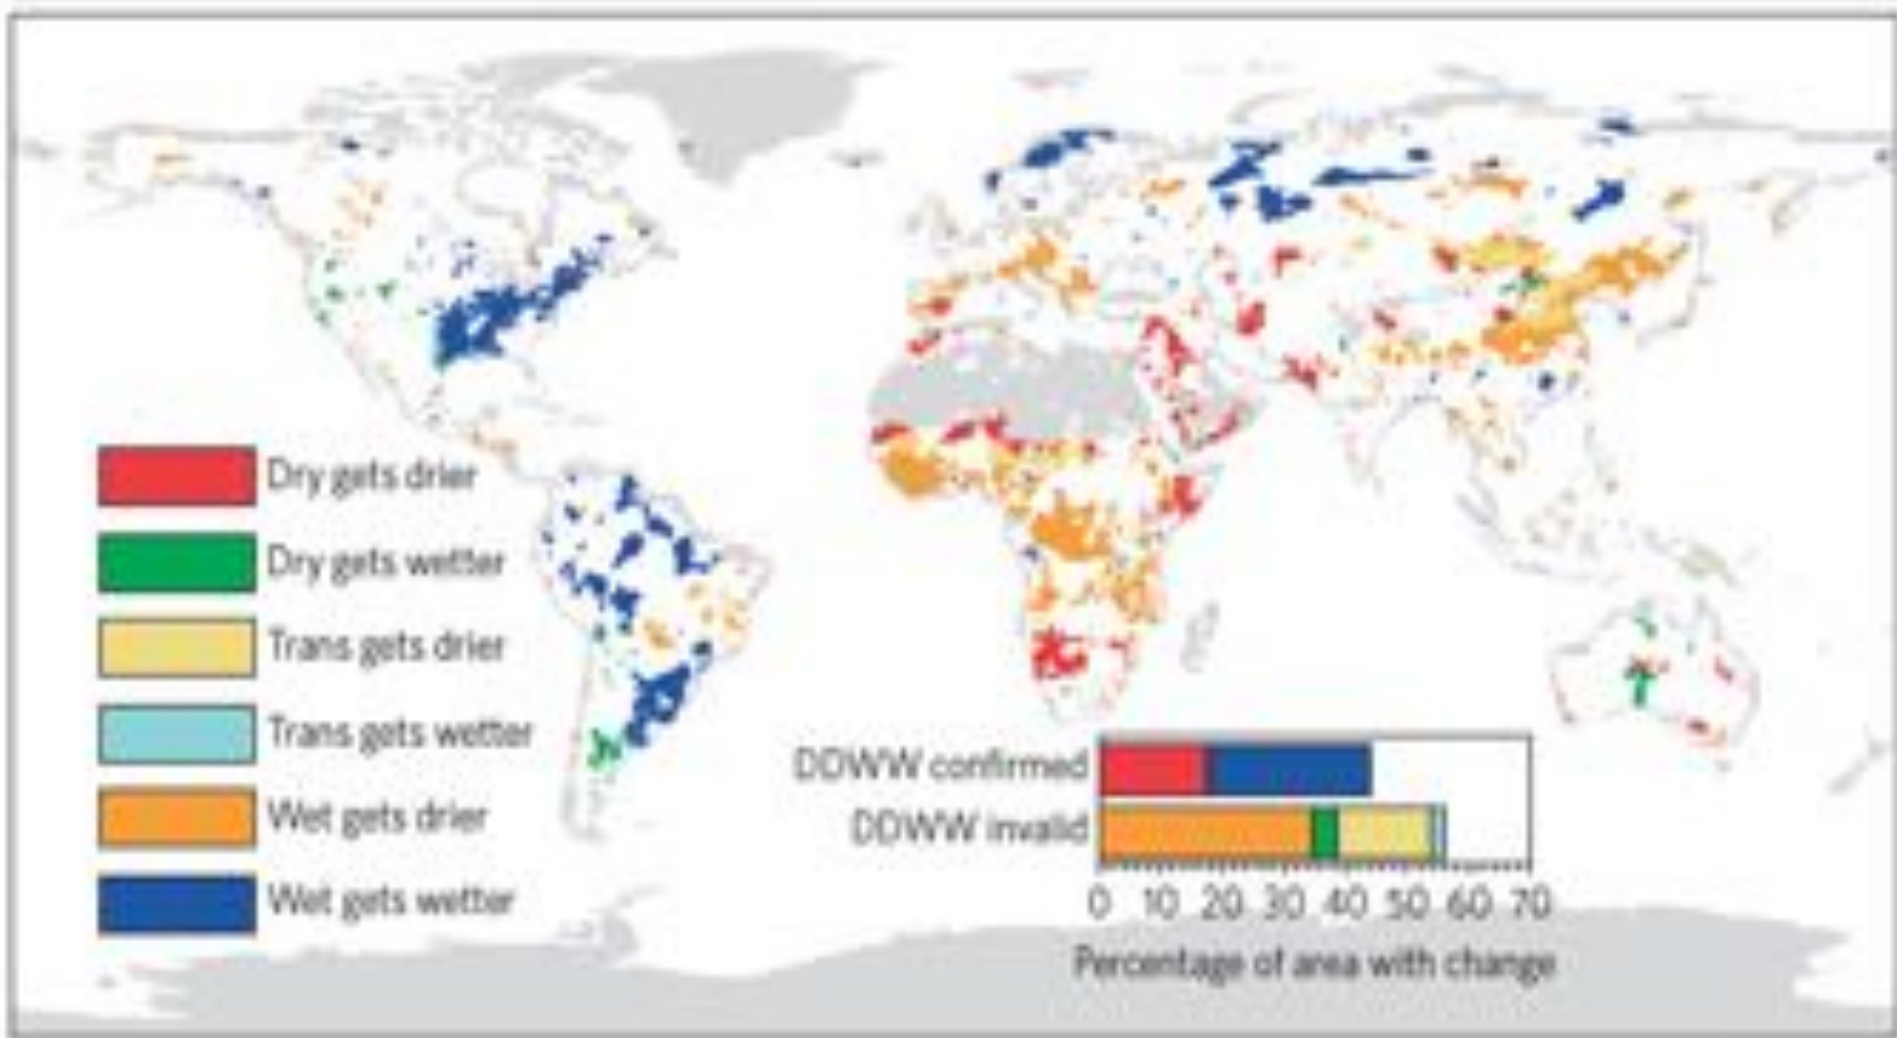 Dry gets drier
Dry gets wetter
Trans gets drier
Trans gets wetter
Wet gets drier
Wet gets wetter
DDWW confirmed
DDWW invalid
0 10 20 30 40 50 60 70
Percentage of area with change